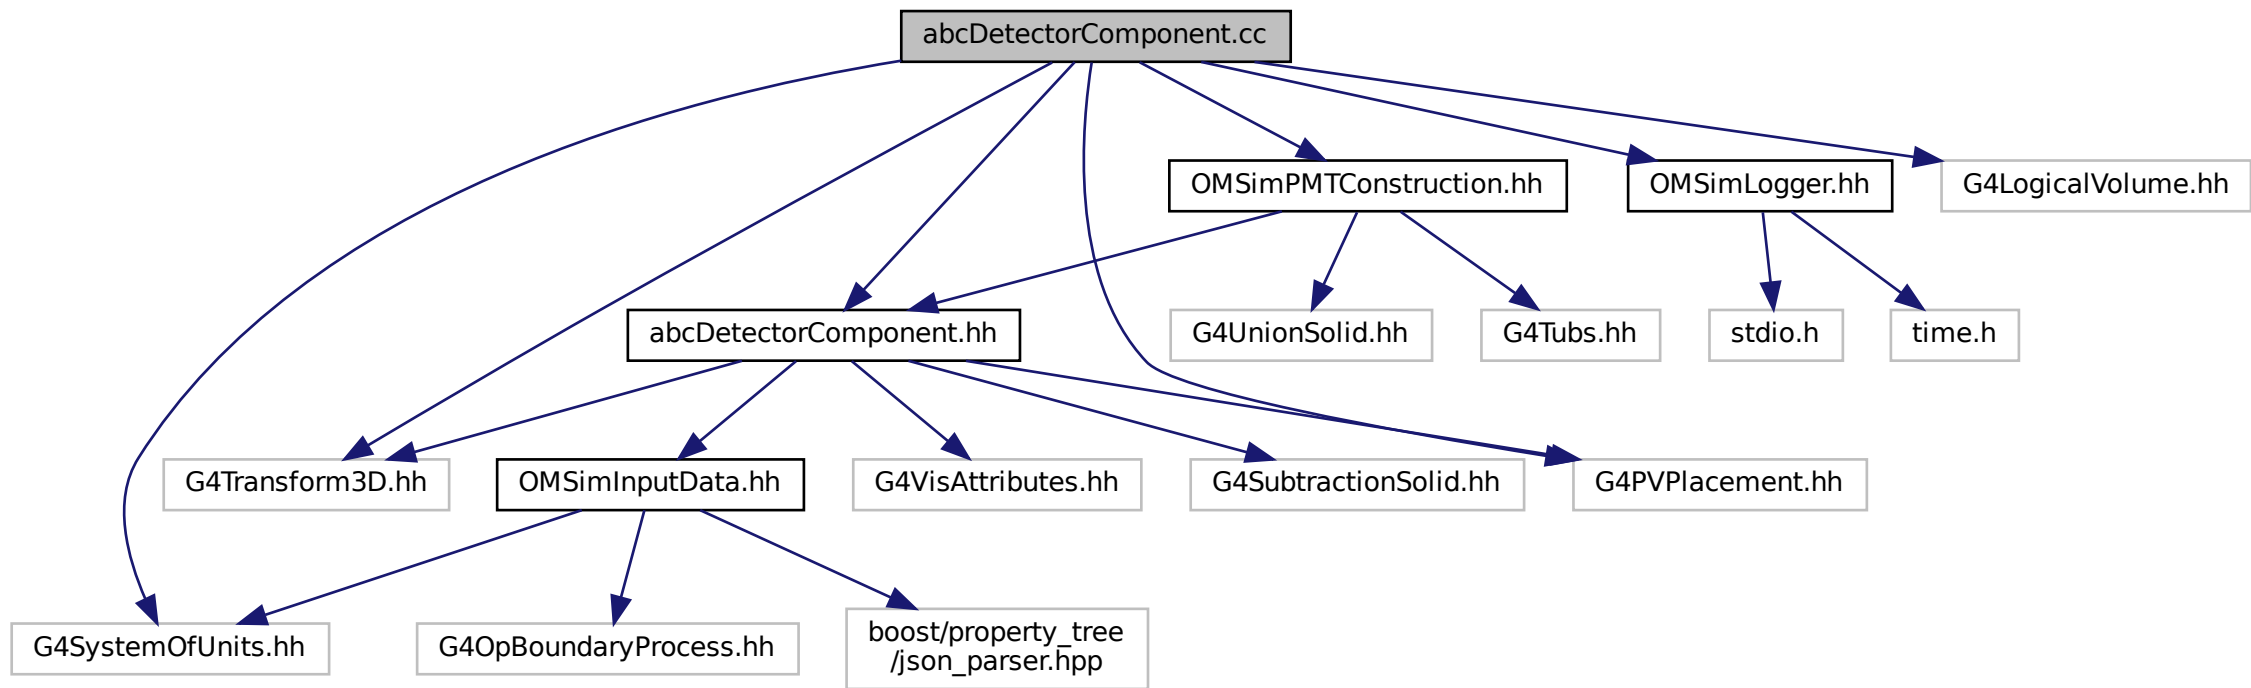 abcDetectorComponent.cc
OMSimPMTConstruction.hh
OMSimLogger.hh
G4LogicalVolume.hh
abcDetectorComponent.hh
G4UnionSolid.hh
G4Tubs.hh
stdio.h
time.h
G4Transform3D.hh
OMSimInputData.hh
G4VisAttributes.hh
G4SubtractionSolid.hh
G4PVPlacement.hh
G4SystemOfUnits.hh
G4OpBoundaryProcess.hh
boost/property_tree
/json_parser.hpp